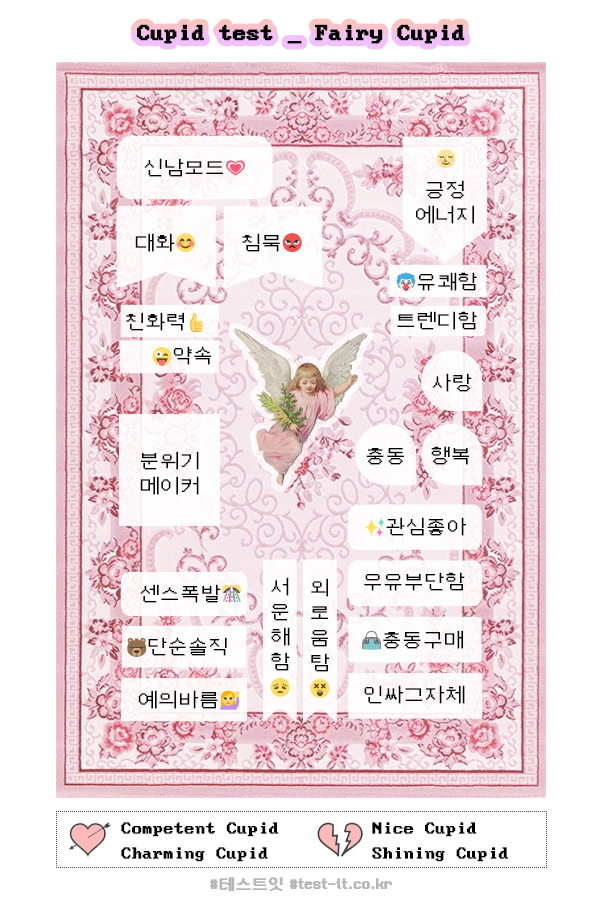 Cupid test _ Fairy Cupid
신남모드💗
😌
긍정
에너지
대화😊
침묵😡
🤡유쾌함
친화력👍
트렌디함
😜약속
사랑
분위기
메이커
충동
행복
✨관심좋아
센스폭발🎊
서운해함😔
외로움탐😵
우유부단함
🐻단순솔직
👜충동구매
예의바름🙋
인싸그자체
Competent Cupid
Charming Cupid
Nice Cupid
Shining Cupid
#테스트잇 #test-it.co.kr